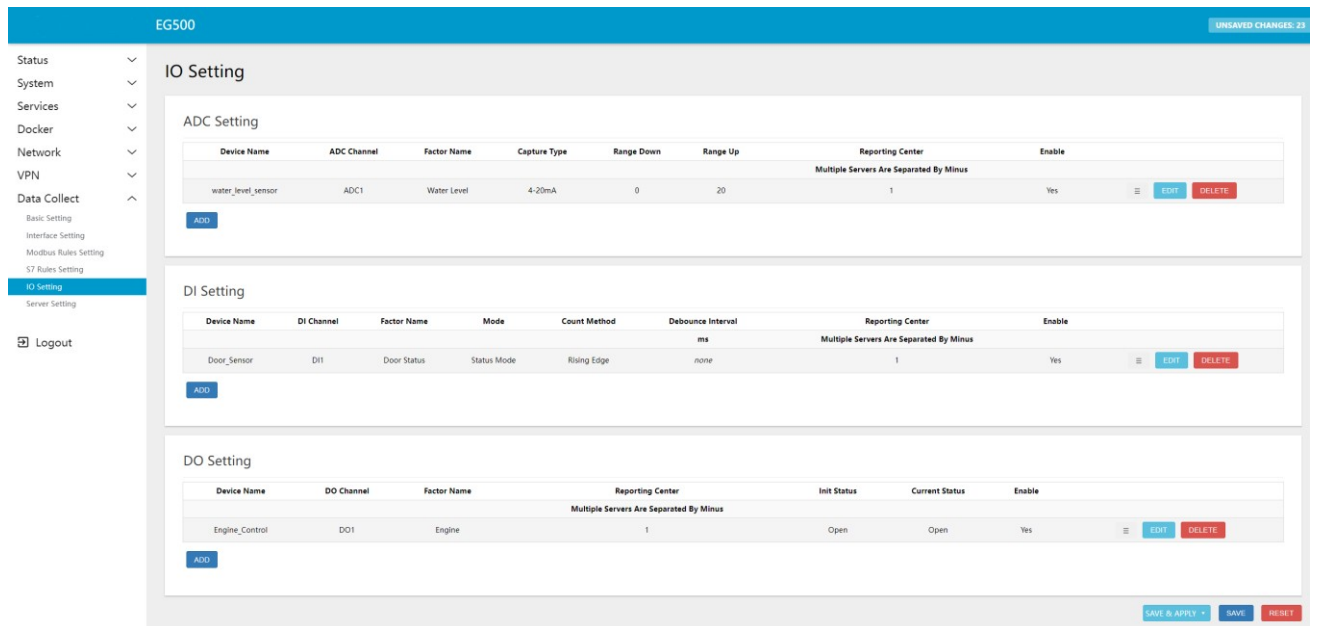 EG500
UNSAVED CHANGES: 23
Status
System
Services
Docker
Network
VPN
Data Collect
Basic Setting
Interface Setting
Modbus Rules Setting
S7 Rules Setting
IO Setting
Server Setting
Logout
IO Setting
ADC Setting
Device Name ADC Channel Factor Name Capture Type Range Down Range Up Reporting Center Enable
Multiple Servers Are Separated By Minus
water_level_sensor ADC1 Water Level 4-20mA 0 20 1 Yes EDIT DELETE
ADD
DI Setting
Device Name DI Channel Factor Name Mode Count Method Debounce Interval Reporting Center Enable
ms Multiple Servers Are Separated By Minus
Door_Sensor DI1 Door Status Status Mode Rising Edge none 1 Yes EDIT DELETE
ADD
DO Setting
Device Name DO Channel Factor Name Reporting Center Init Status Current Status Enable
Multiple Servers Are Separated By Minus
Engine_Control DO1 Engine 1 Open Open Yes EDIT DELETE
ADD
SAVE & APPLY SAVE RESET